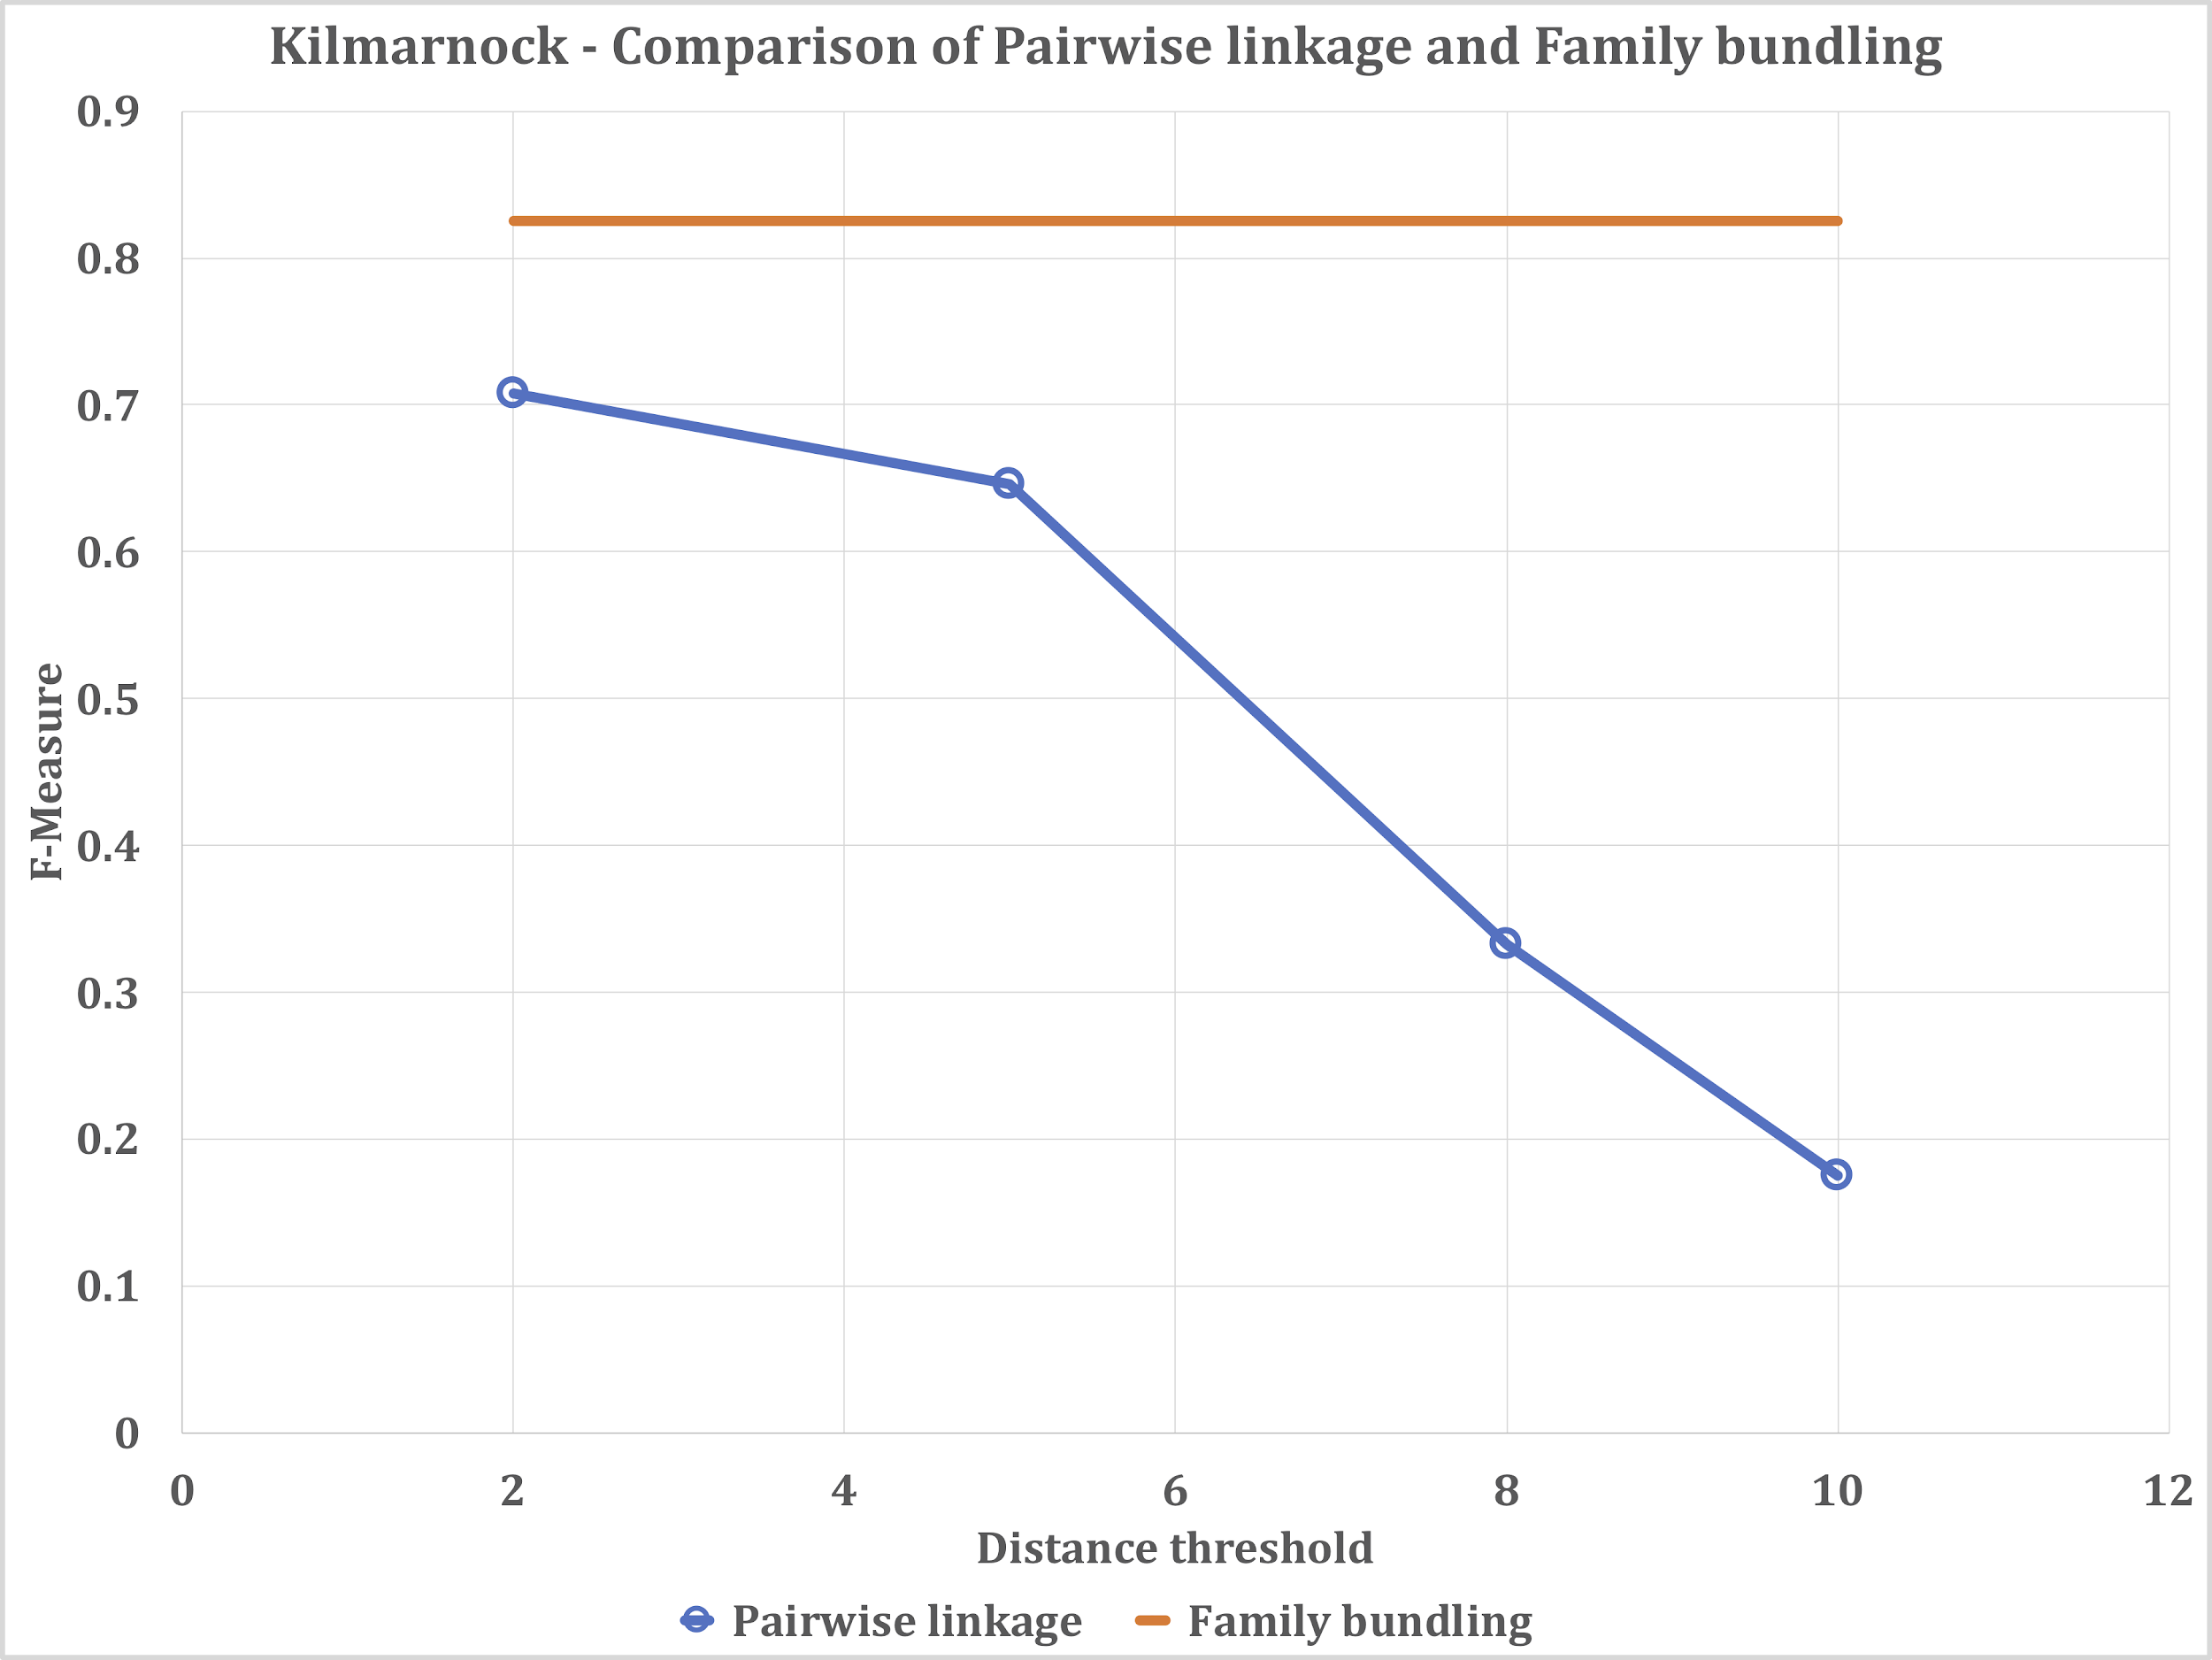 Kilmarnock - Comparison of Pairwise linkage and Family bundling
0.9
0.8
0.7
0.6
0.5
0.4
0.3
0.2
0.1
0
F-Measure
0 2 4 6 8 10 12
Distance threshold
Pairwise linkage Family bundling